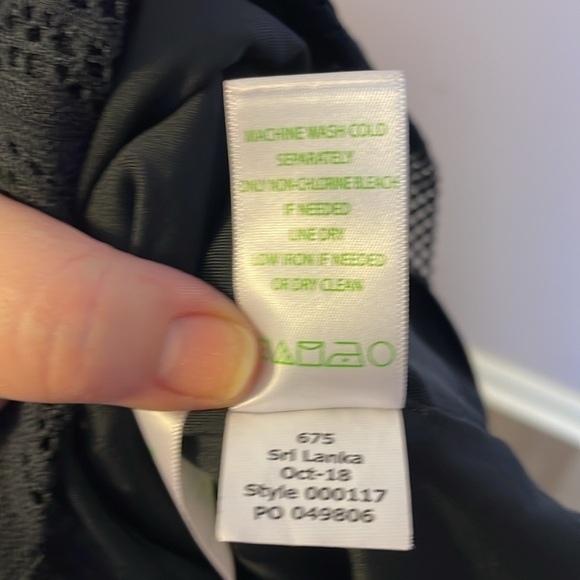 MACHINE WASH COLD
SEPARATELY
ONLY NON-CHLORINE BLEACH
IF NEEDED
LINE DRY
LOW IRON IF NEEDED
OR DRY CLEAN
675
Sri Lanka
Oct-18
Style 000117
PO 049806